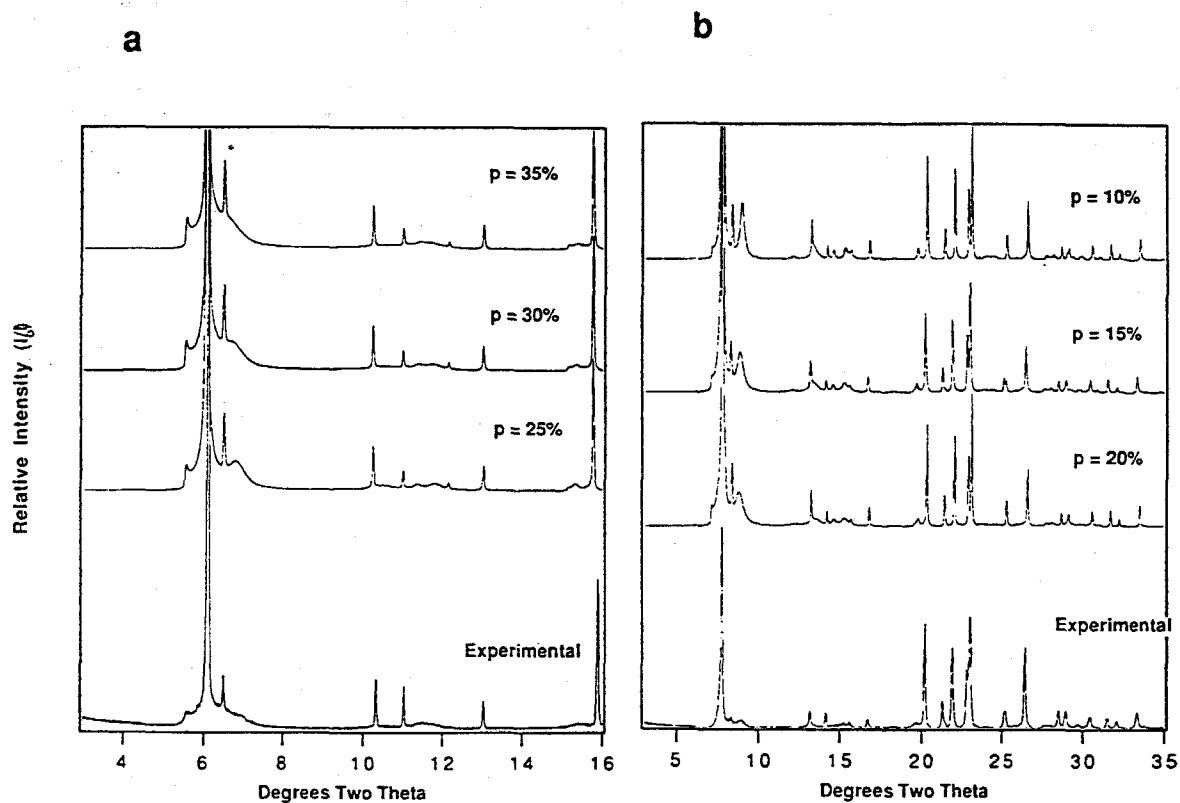 a
b
p = 35%
p = 30%
p = 25%
Experimental
p = 10%
p = 15%
p = 20%
Experimental
Relative Intensity
4 6 8 10 12 14 16
Degrees Two Theta
5 10 15 20 25 30 35
Degrees Two Theta